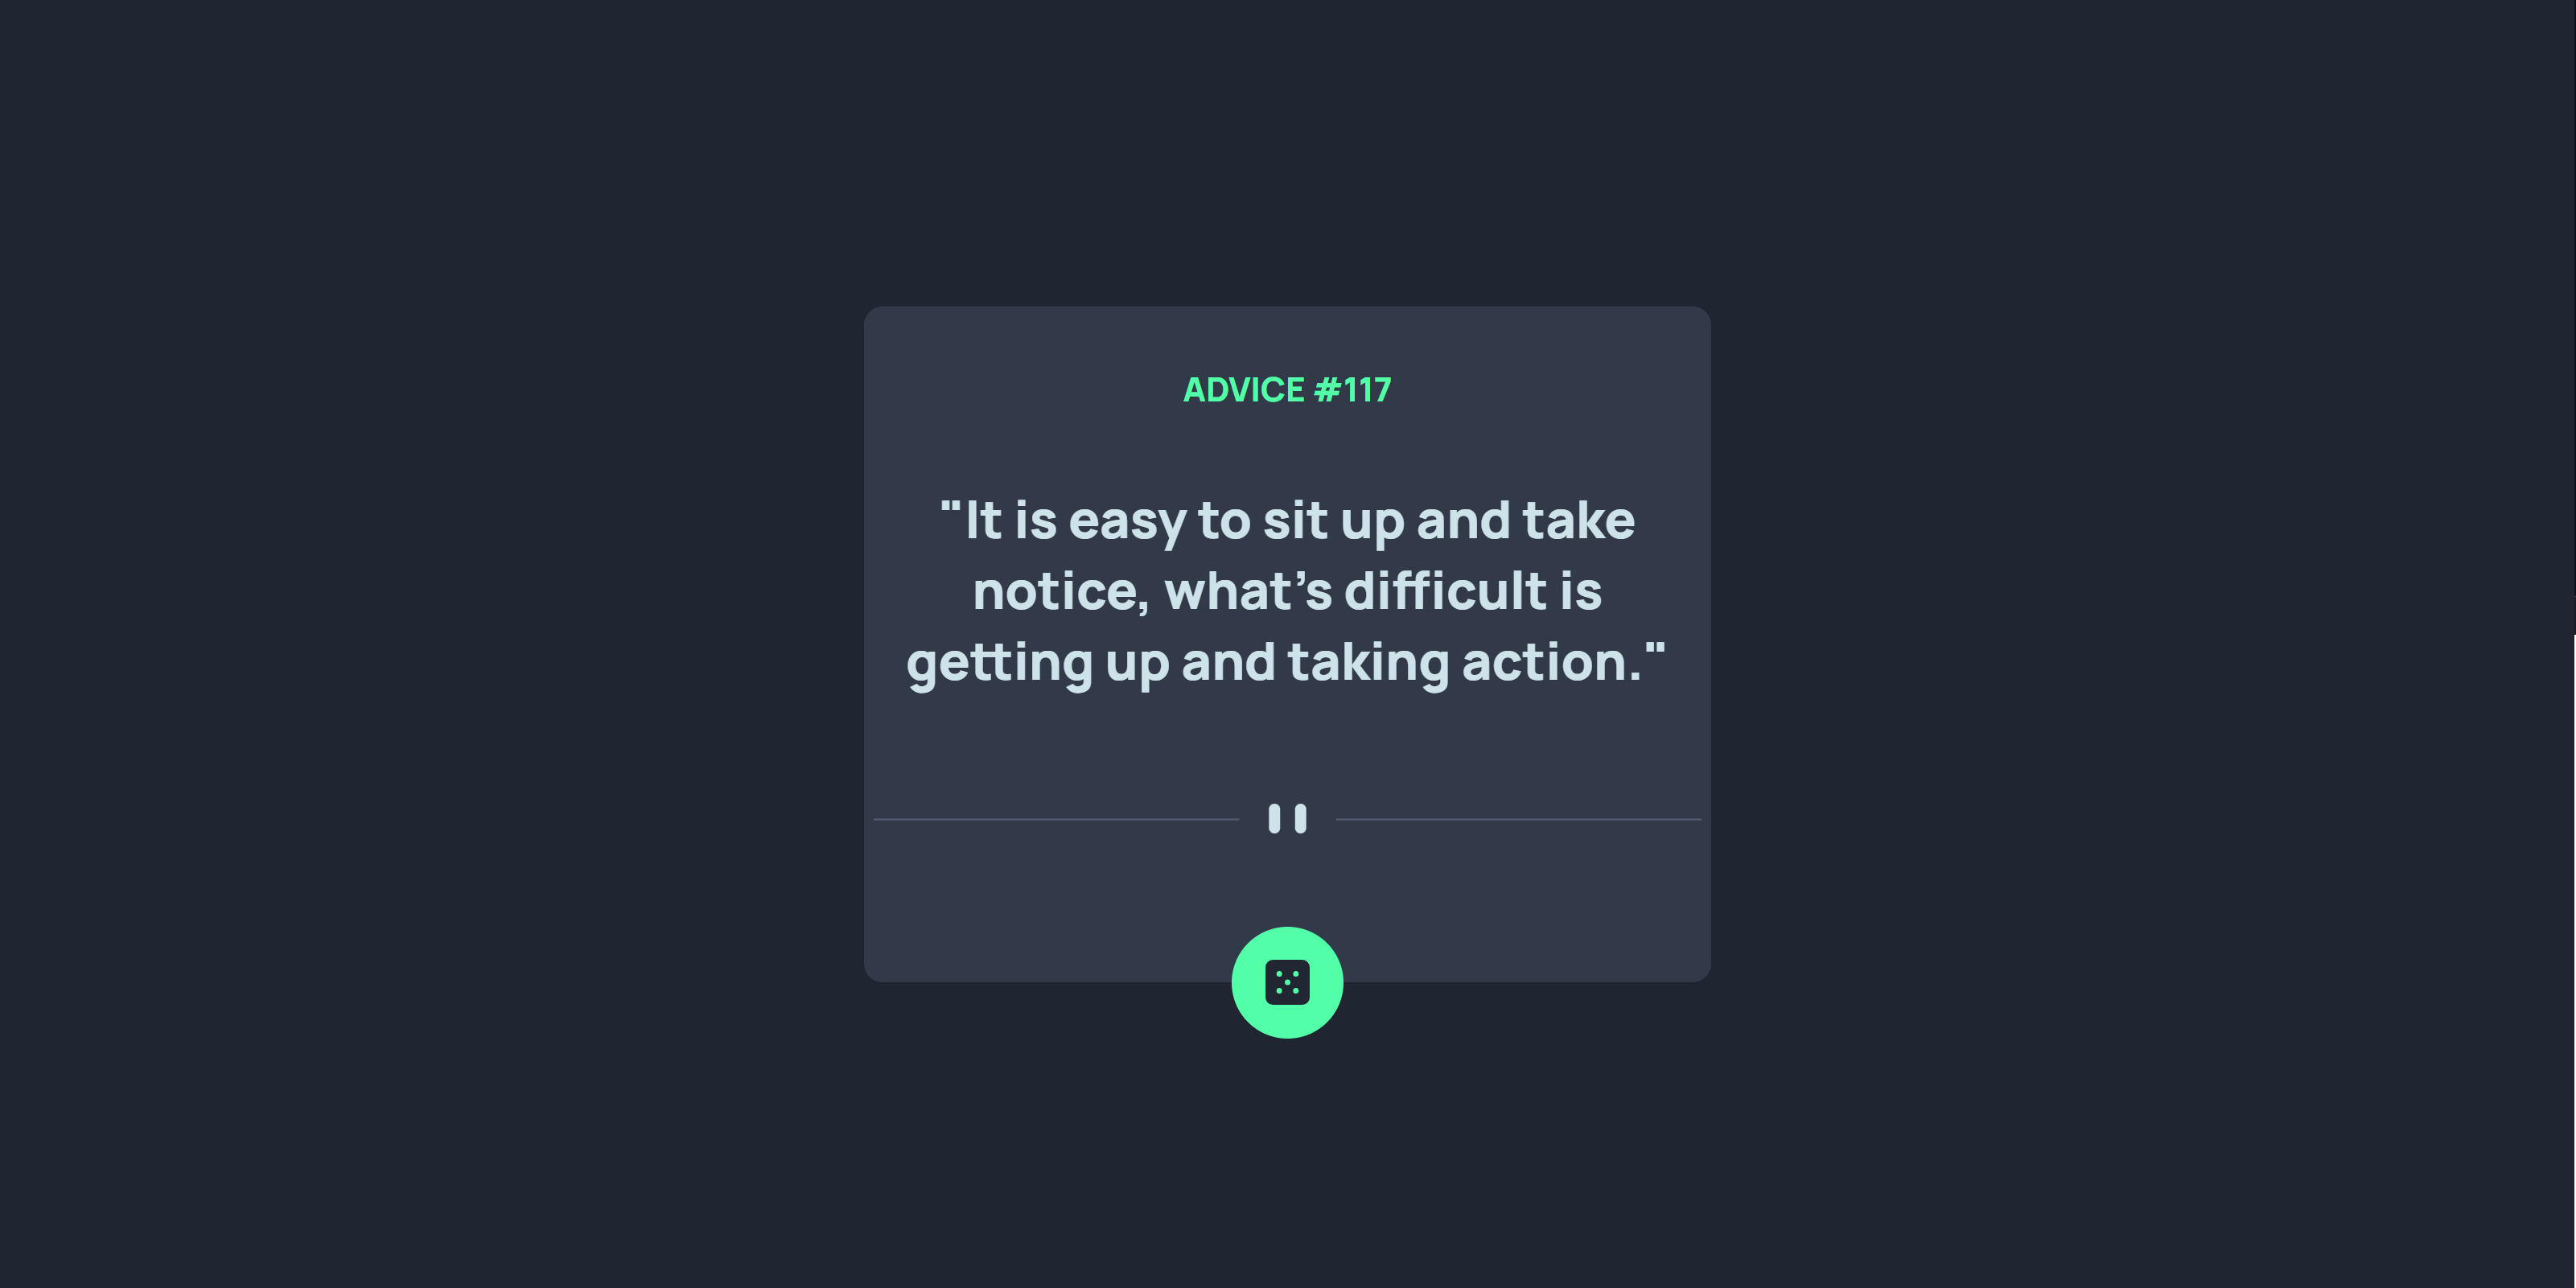 ADVICE #117
"It is easy to sit up and take
notice, what's difficult is
getting up and taking action."